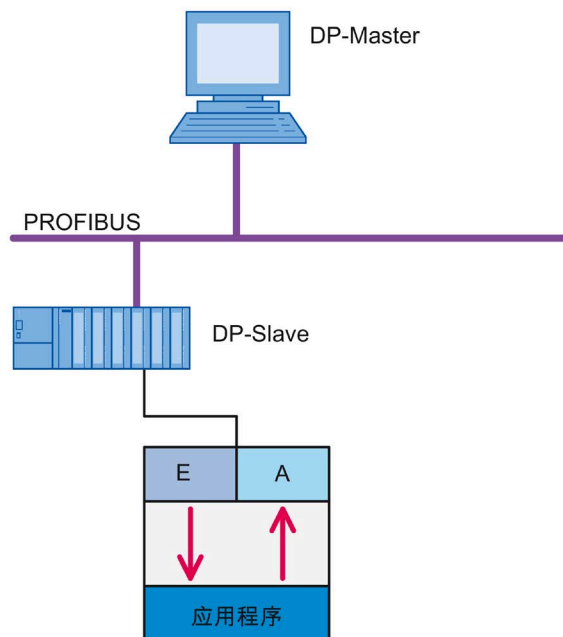 DP-Master
PROFIBUS
DP-Slave
E
A
应用程序